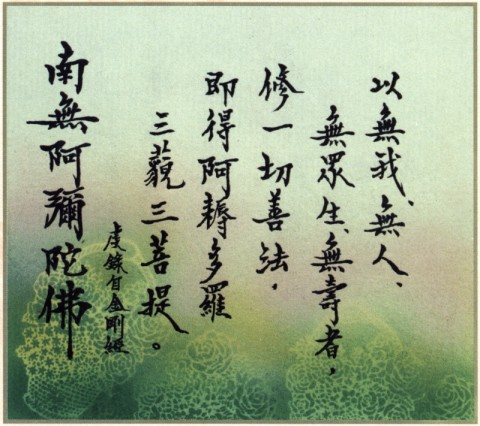 以無我、無人、
無眾生、無壽者，
修一切善法，
即得阿耨多羅
三藐三菩提。
虔錄自金剛經
南無阿彌陀佛